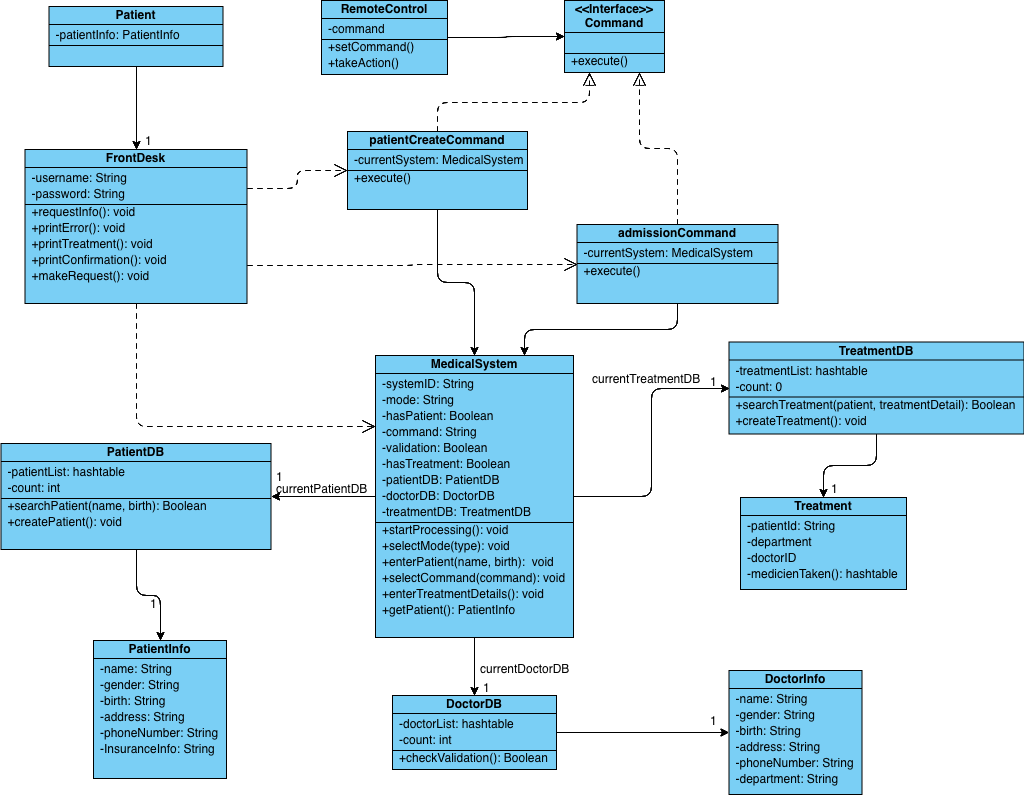 Patient
-patientInfo: PatientInfo
RemoteControl
-command
+setCommand()
+takeAction()
<<Interface>>
Command
+execute()
1
FrontDesk
-username: String
-password: String
+requestInfo(): void
+printError(): void
+printTreatment(): void
+printConfirmation(): void
+makeRequest(): void
patientCreateCommand
-currentSystem: MedicalSystem
+execute()
admissionCommand
-currentSystem: MedicalSystem
+execute()
MedicalSystem
-systemID: String
-mode: String
-hasPatient: Boolean
-command: String
-validation: Boolean
-hasTreatment: Boolean
-patientDB: PatientDB
-doctorDB: DoctorDB
-treatmentDB: TreatmentDB
+startProcessing(): void
+selectMode(type): void
+enterPatient(name, birth):  void
+selectCommand(command): void
+enterTreatmentDetails(): void
+getPatient(): PatientInfo
currentTreatmentDB
1
TreatmentDB
-treatmentList: hashtable
-count: 0
+searchTreatment(patient, treatmentDetail): Boolean
+createTreatment(): void
1
Treatment
-patientId: String
-department
-doctorID
-medicienTaken(): hashtable
PatientDB
-patientList: hashtable
-count: int
+searchPatient(name, birth): Boolean
+createPatient(): void
1
currentPatientDB
1
PatientInfo
-name: String
-gender: String
-birth: String
-address: String
-phoneNumber: String
-InsuranceInfo: String
currentDoctorDB
1
DoctorDB
-doctorList: hashtable
-count: int
+checkValidation(): Boolean
1
DoctorInfo
-name: String
-gender: String
-birth: String
-address: String
-phoneNumber: String
-department: String